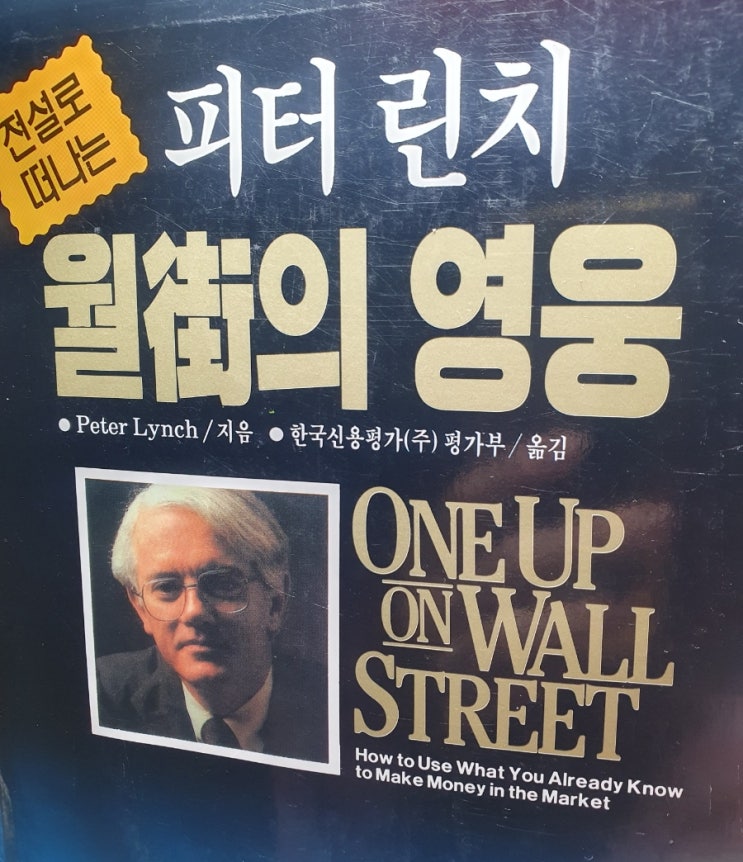 전설로
떠나는
피터 린치
월街의 영웅
● Peter Lynch / 지음 ● 한국신용평가(주) 평가부 / 옮김
ONE UP
ON WALL
STREET
How to Use What You Already Know
to Make Money in the Market